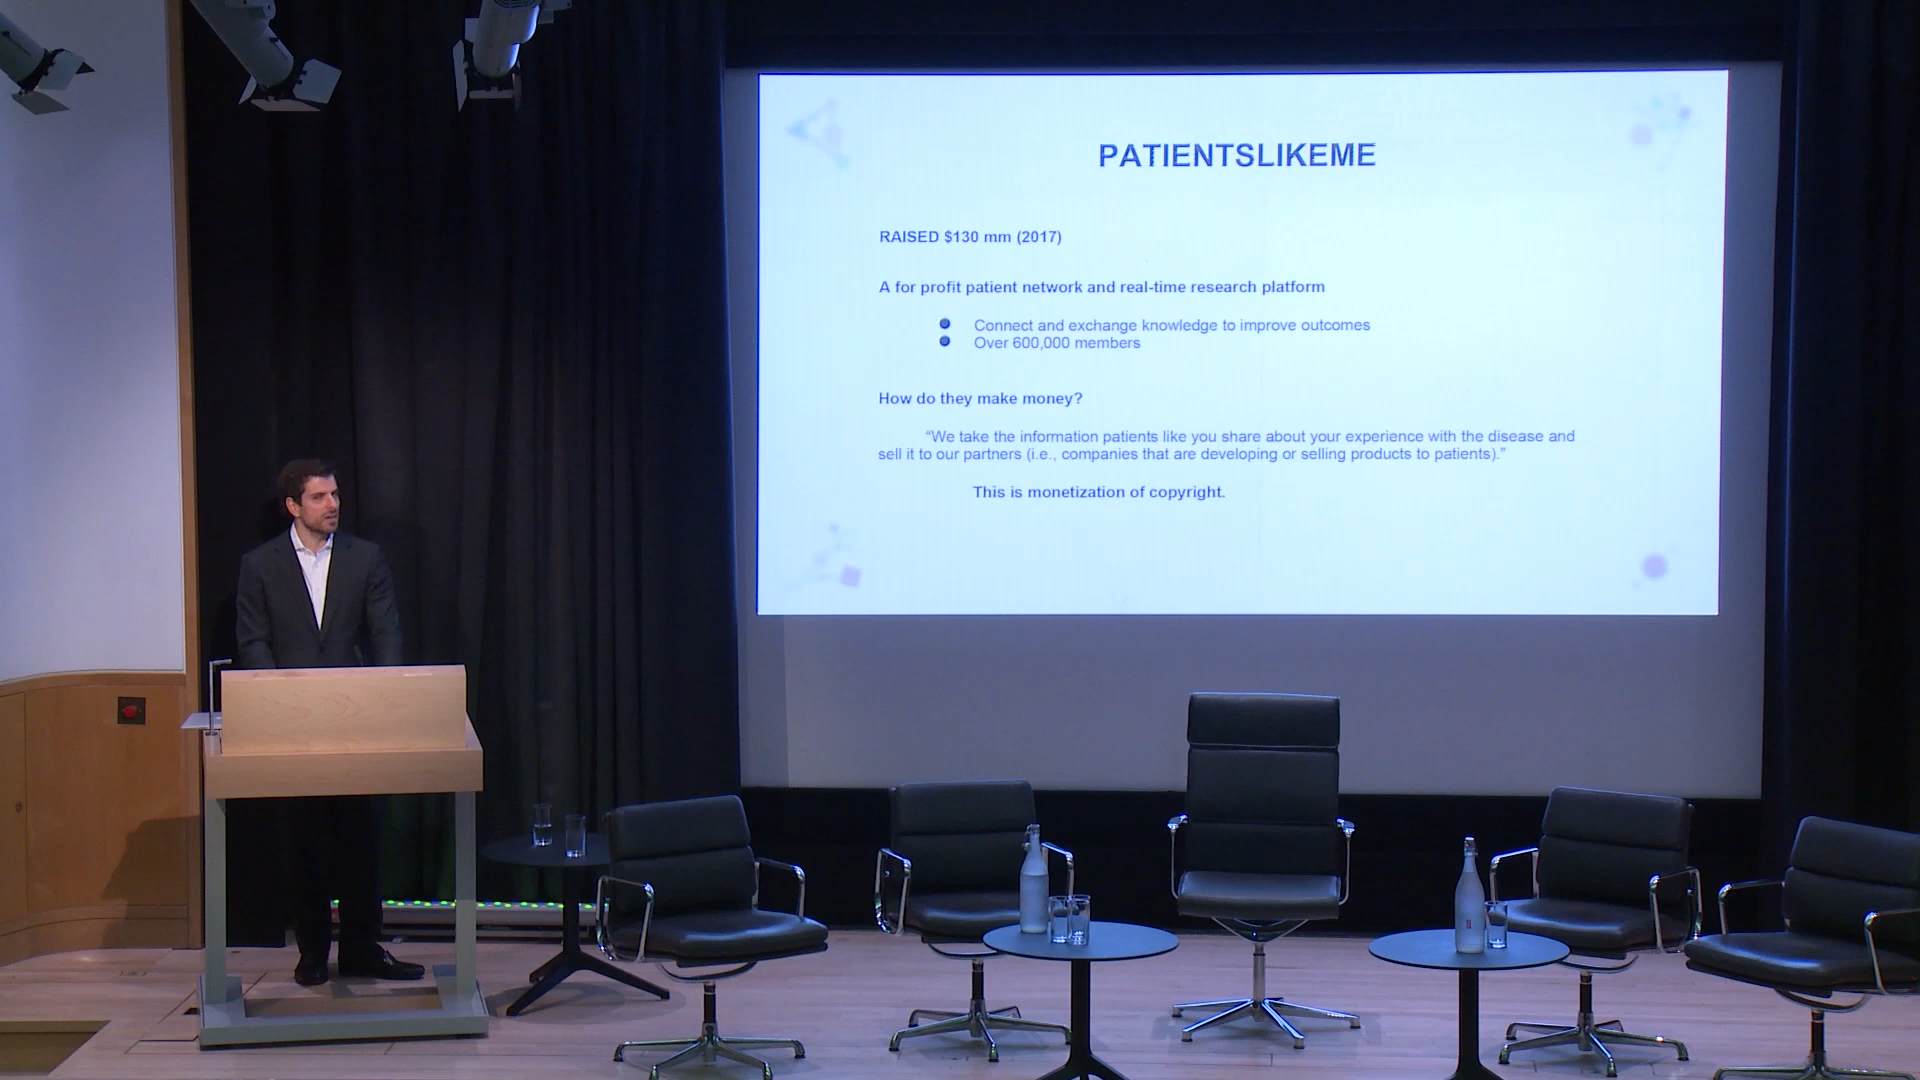 PATIENTSLIKEME
RAISED $130 mm (2017)
A for profit patient network and real-time research platform
Connect and exchange knowledge to improve outcomes
Over 600,000 members
How do they make money?
“We take the information patients like you share about your experience with the disease and
sell it to our partners (i.e., companies that are developing or selling products to patients).”
This is monetization of copyright.